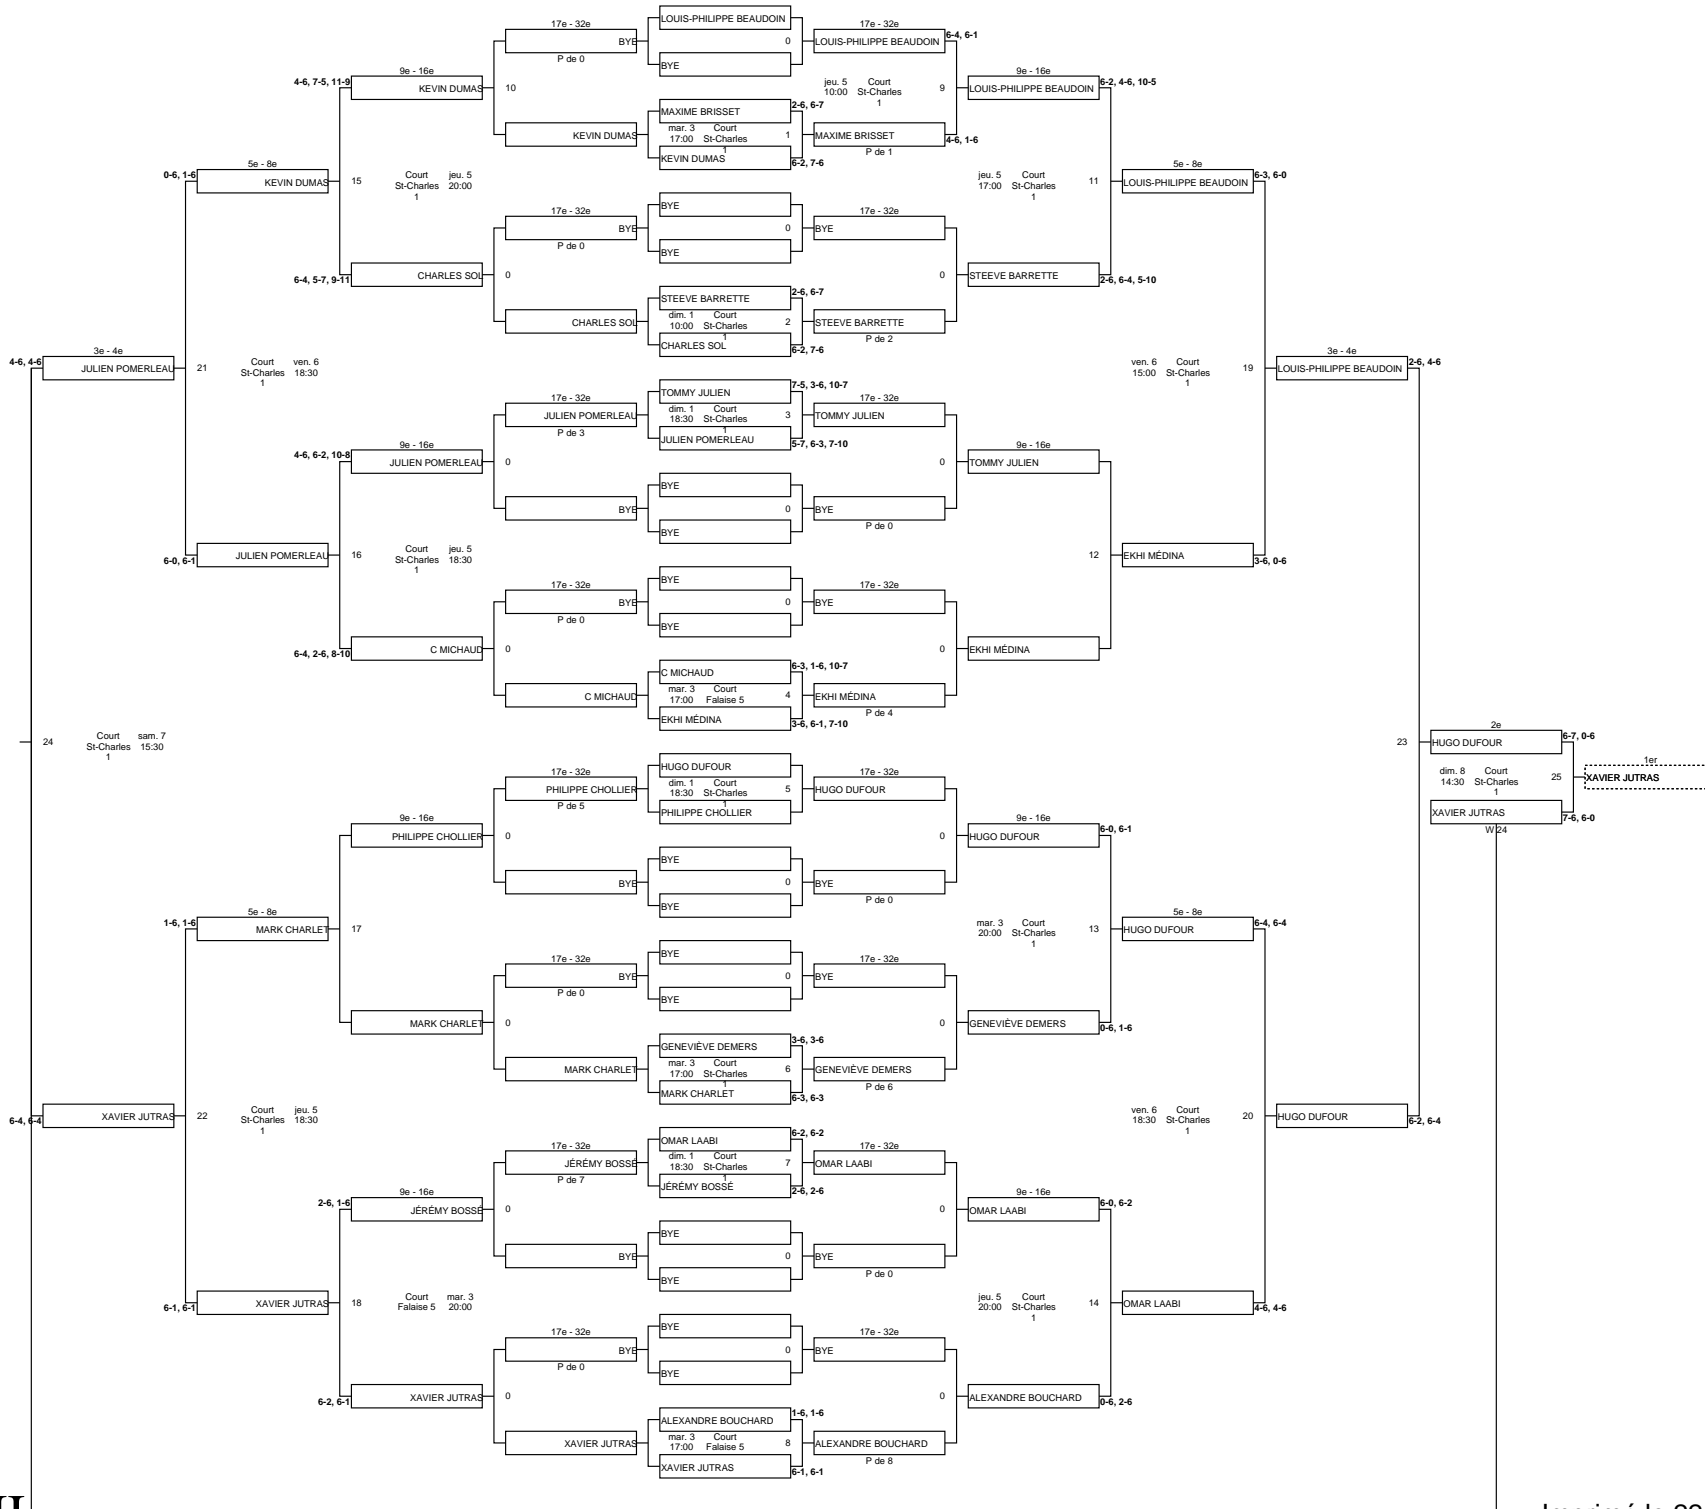 17e - 32e
LOUIS-PHILIPPE BEAUDOIN
17e - 32e
6-4, 6-1
BYE
0
LOUIS-PHILIPPE BEAUDOIN
P de 0
BYE
9e - 16e
9e - 16e
4-6, 7-5, 11-9
KEVIN DUMAS
10
jeu. 5 Court
10:00 St-Charles
1
9
LOUIS-PHILIPPE BEAUDOIN
6-2, 4-6, 10-5
MAXIME BRISSET
2-6, 6-7
KEVIN DUMAS
mar. 3 Court
17:00 St-Charles
1
1
MAXIME BRISSET
4-6, 1-6
P de 1
KEVIN DUMAS
6-2, 7-6
5e - 8e
5e - 8e
0-6, 1-6
KEVIN DUMAS
15
Court jeu. 5
St-Charles 20:00
1
jeu. 5 Court
17:00 St-Charles
1
11
LOUIS-PHILIPPE BEAUDOIN
6-3, 6-0
17e - 32e
BYE
17e - 32e
BYE
0
BYE
P de 0
BYE
6-4, 5-7, 9-11
CHARLES SOL
0
0
STEEVE BARRETTE
2-6, 6-4, 5-10
STEEVE BARRETTE
2-6, 6-7
CHARLES SOL
dim. 1 Court
10:00 St-Charles
1
2
STEEVE BARRETTE
P de 2
CHARLES SOL
6-2, 7-6
3e - 4e
3e - 4e
4-6, 4-6
JULIEN POMERLEAU
21
Court ven. 6
St-Charles 18:30
1
ven. 6 Court
15:00 St-Charles
1
19
LOUIS-PHILIPPE BEAUDOIN
2-6, 4-6
17e - 32e
TOMMY JULIEN
7-5, 3-6, 10-7
17e - 32e
JULIEN POMERLEAU
dim. 1 Court
18:30 St-Charles
1
3
TOMMY JULIEN
P de 3
JULIEN POMERLEAU
5-7, 6-3, 7-10
9e - 16e
9e - 16e
4-6, 6-2, 10-8
JULIEN POMERLEAU
0
0
TOMMY JULIEN
BYE
BYE
0
BYE
P de 0
BYE
6-0, 6-1
JULIEN POMERLEAU
16
Court jeu. 5
St-Charles 18:30
1
12
EKHI MÉDINA
3-6, 0-6
17e - 32e
BYE
17e - 32e
BYE
0
BYE
P de 0
BYE
6-4, 2-6, 8-10
C MICHAUD
0
0
EKHI MÉDINA
C MICHAUD
6-3, 1-6, 10-7
C MICHAUD
mar. 3 Court
17:00 Falaise 5
4
EKHI MÉDINA
P de 4
EKHI MÉDINA
3-6, 6-1, 7-10
2e
24
Court sam. 7
St-Charles 15:30
1
23
HUGO DUFOUR
6-7, 0-6
1er
dim. 8 Court
14:30 St-Charles
1
25
XAVIER JUTRAS
XAVIER JUTRAS
7-6, 6-0
W 24
17e - 32e
HUGO DUFOUR
17e - 32e
PHILIPPE CHOLLIER
dim. 1 Court
18:30 St-Charles
1
5
HUGO DUFOUR
P de 5
PHILIPPE CHOLLIER
9e - 16e
9e - 16e
PHILIPPE CHOLLIER
0
0
HUGO DUFOUR
6-0, 6-1
BYE
BYE
0
BYE
P de 0
BYE
5e - 8e
5e - 8e
1-6, 1-6
MARK CHARLET
17
mar. 3 Court
20:00 St-Charles
1
13
HUGO DUFOUR
6-4, 6-4
17e - 32e
BYE
17e - 32e
BYE
0
BYE
P de 0
BYE
MARK CHARLET
0
0
GENEVIÈVE DEMERS
0-6, 1-6
GENEVIÈVE DEMERS
3-6, 3-6
MARK CHARLET
mar. 3 Court
17:00 St-Charles
1
6
GENEVIÈVE DEMERS
P de 6
MARK CHARLET
6-3, 6-3
6-4, 6-4
XAVIER JUTRAS
22
Court jeu. 5
St-Charles 18:30
1
ven. 6 Court
18:30 St-Charles
1
20
HUGO DUFOUR
6-2, 6-4
17e - 32e
OMAR LAABI
6-2, 6-2
17e - 32e
JÉRÉMY BOSSÉ
dim. 1 Court
18:30 St-Charles
1
7
OMAR LAABI
P de 7
JÉRÉMY BOSSÉ
2-6, 2-6
9e - 16e
9e - 16e
2-6, 1-6
JÉRÉMY BOSSÉ
0
0
OMAR LAABI
6-0, 6-2
BYE
BYE
0
BYE
P de 0
BYE
6-1, 6-1
XAVIER JUTRAS
18
Court mar. 3
Falaise 5 20:00
jeu. 5 Court
20:00 St-Charles
1
14
OMAR LAABI
4-6, 4-6
17e - 32e
BYE
17e - 32e
BYE
0
BYE
P de 0
BYE
6-2, 6-1
XAVIER JUTRAS
0
0
ALEXANDRE BOUCHARD
0-6, 2-6
ALEXANDRE BOUCHARD
1-6, 1-6
XAVIER JUTRAS
mar. 3 Court
17:00 Falaise 5
8
ALEXANDRE BOUCHARD
P de 8
XAVIER JUTRAS
6-1, 6-1